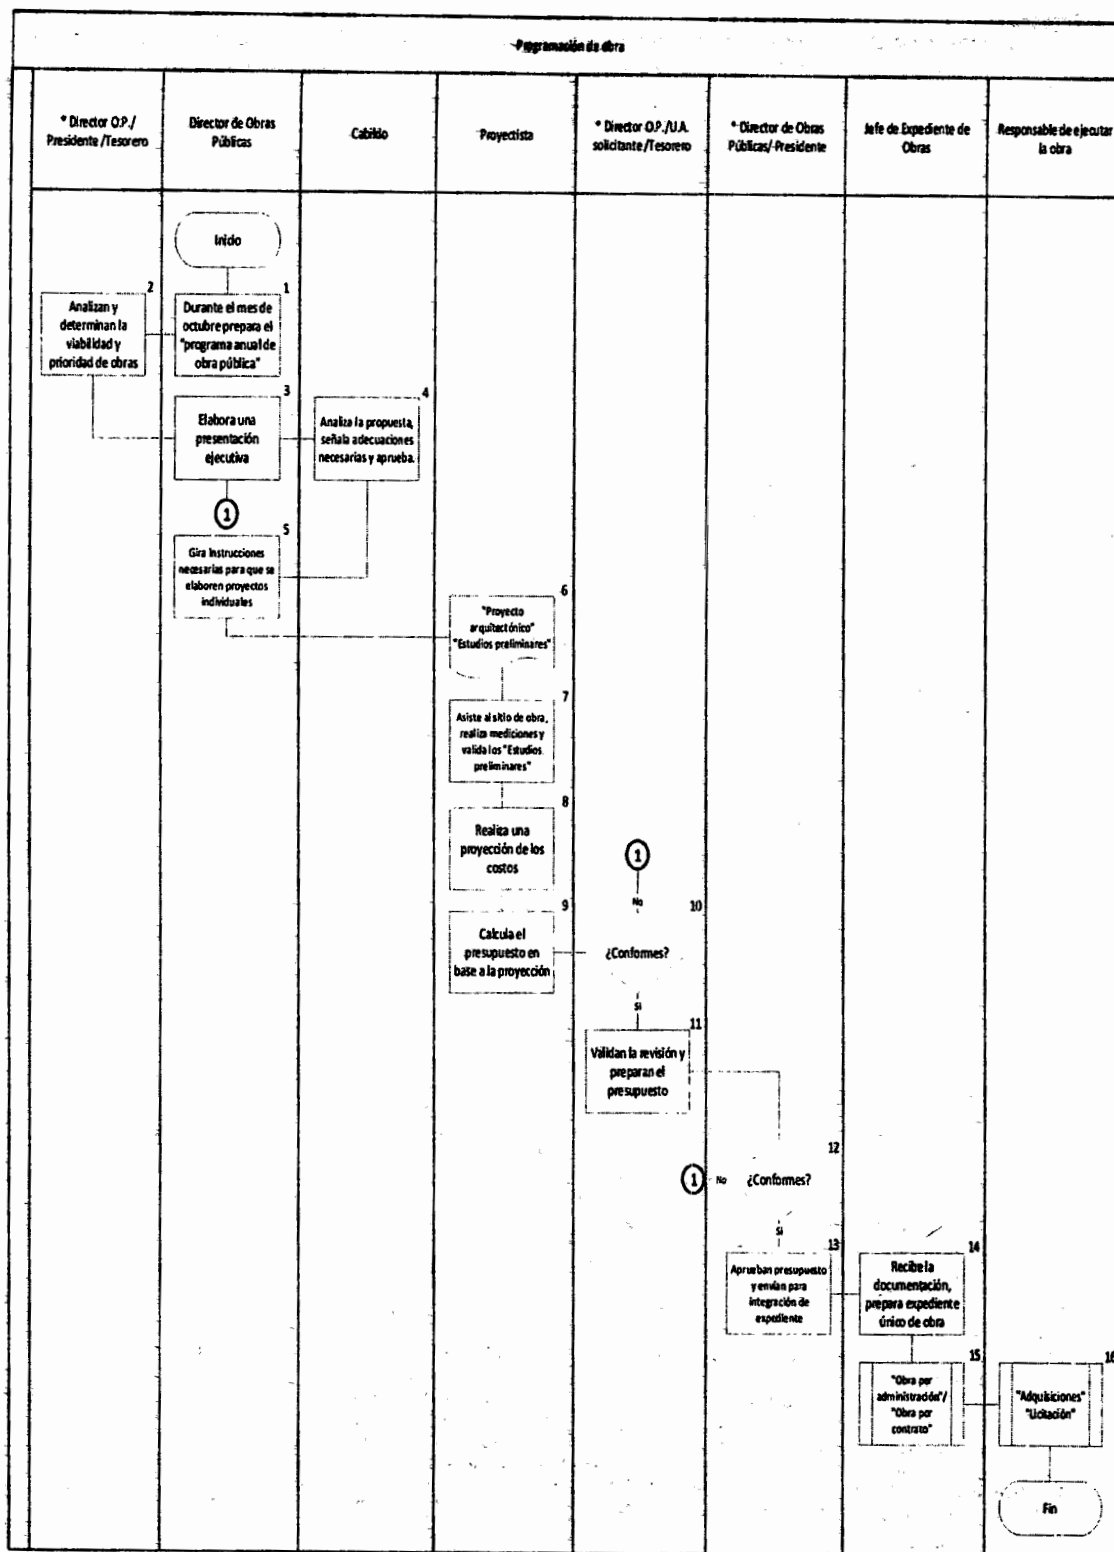 Programación de obra
* Director O.P./
Presidente/Tesorero
Director de Obras
Públicas
Cabildo
Proyectista
* Director O.P./U.A.
solicitante/Tesorero
* Director de Obras
Públicas/Presidente
Jefe de Expediente de
Obras
Responsable de ejecutar
la obra
Inicio
2
Analizan y
determinan la
viabilidad y
prioridad de obras
1
Durante el mes de
octubre prepara el
"programa anual de
obra pública"
3
Elabora una
presentación
ejecutiva
4
Analiza la propuesta,
señala adecuaciones
necesarias y aprueba.
1
5
Gira Instrucciones
necesarias para que se
elaboren proyectos
individuales
6
"Proyecto
arquitectónico"
"Estudios preliminares"
7
Asiste al sitio de obra,
realiza mediciones y
valida los "Estudios
preliminares"
8
Realiza una
proyección de los
costos
1
No
9
Calcula el
presupuesto en
base a la proyección
10
¿Conformes?
Si
11
Validan la revisión y
preparan el
presupuesto
12
1
No
¿Conformes?
Si
13
Aprueban presupuesto
y envían para
integración de
expediente
14
Recibe la
documentación,
prepara expediente
único de obra
15
"Obra por
administración"/
"Obra por
contrato"
16
"Adquisiciones"
"Licitación"
Fin